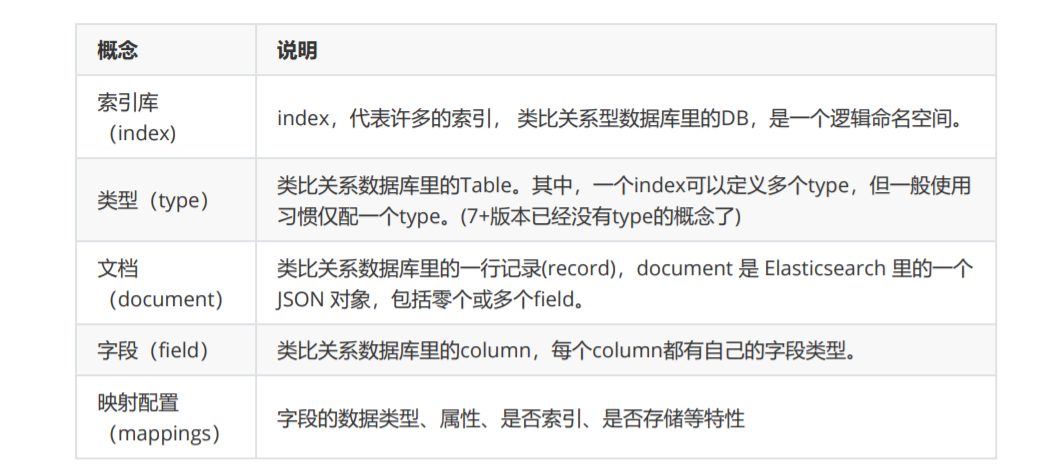 概念
说明
索引库
（index)
index，代表许多的索引， 类比关系型数据库里的DB，是一个逻辑命名空间。
类型（type）
类比关系数据库里的Table。其中，一个index可以定义多个type，但一般使用
习惯仅配一个type。(7+版本已经没有type的概念了)
文档
（document）
类比关系数据库里的一行记录(record)，document 是 Elasticsearch 里的一个
JSON 对象，包括零个或多个field。
字段（field）
类比关系数据库里的column，每个column都有自己的字段类型。
映射配置
（mappings）
字段的数据类型、属性、是否索引、是否存储等特性